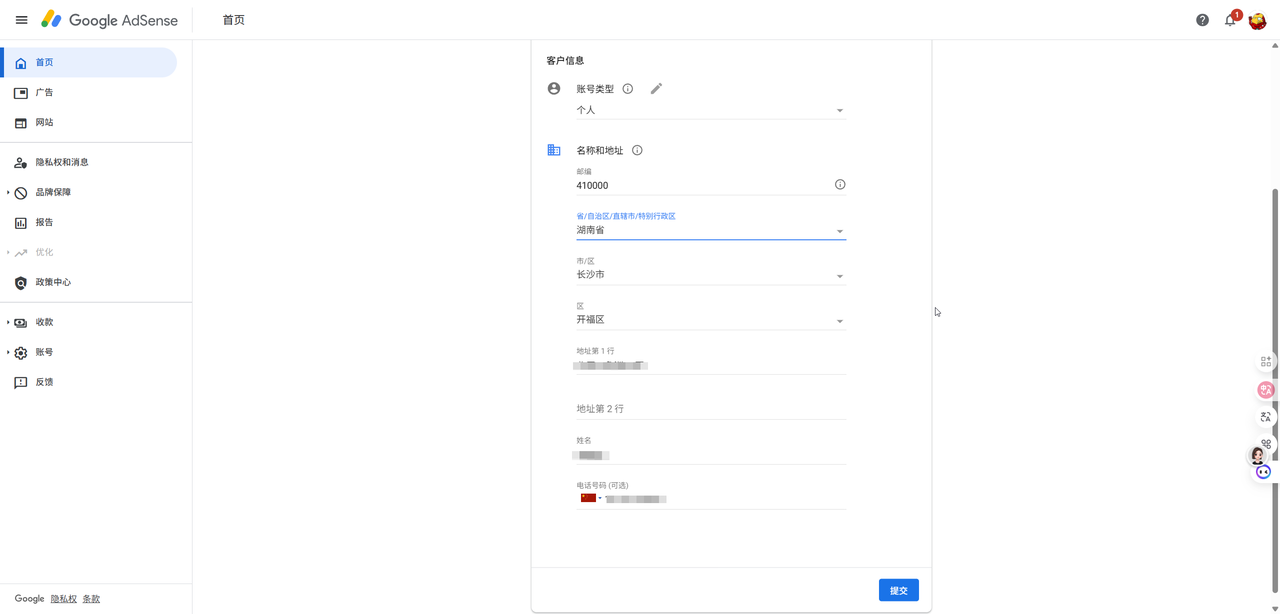 Google AdSense
首页
1
首页
广告
网站
隐私权和消息
品牌保障
报告
优化
政策中心
收款
账号
反馈
Google 隐私权 条款
客户信息
账号类型
个人
名称和地址
邮编
410000
省/自治区/直辖市/特别行政区
湖南省
市/区
长沙市
区
开福区
地址第 1 行
地址第 2 行
姓名
电话号码 (可选)
提交